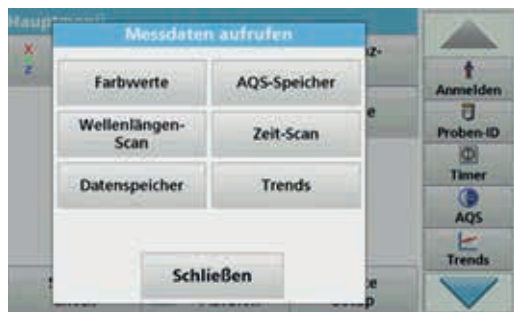 Messdaten aufrufen
Farbwerte
AQS-Speicher
Wellenlängen-
Scan
Zeit-Scan
Datenspeicher
Trends
Schließen
Anmelden
Proben-ID
Timer
AQS
Trends